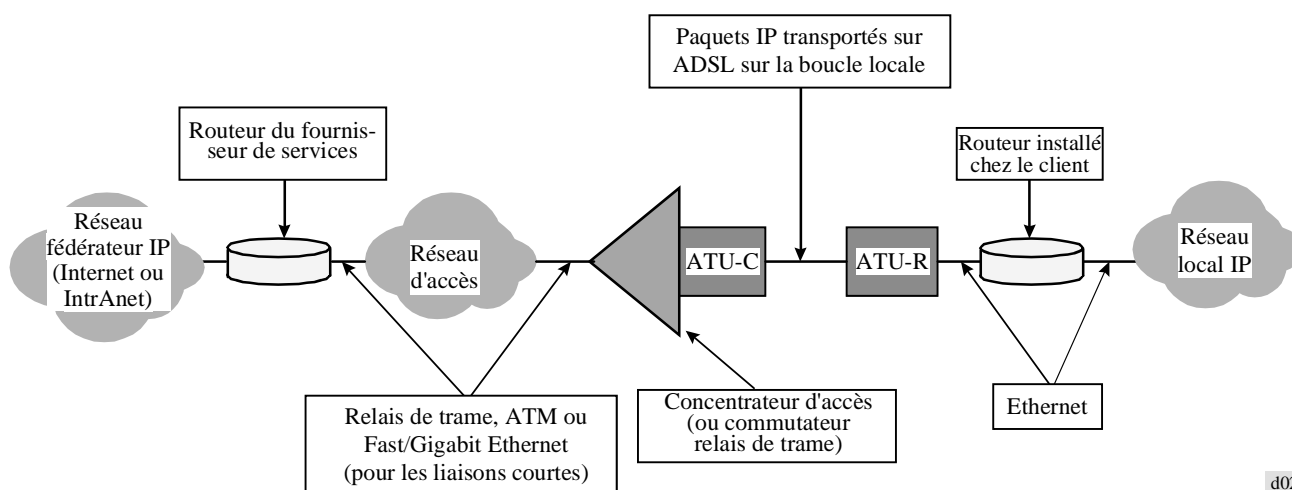 Paquets IP transportés sur
ADSL sur la boucle locale
Routeur du fournis-
seur de services
Routeur installé
chez le client
Réseau
fédérateur IP
(Internet ou
IntrAnet)
Réseau
d'accès
ATU-C
ATU-R
Réseau
local IP
Relais de trame, ATM ou
Fast/Gigabit Ethernet
(pour les liaisons courtes)
Concentrateur d'accès
(ou commutateur
relais de trame)
Ethernet
d02